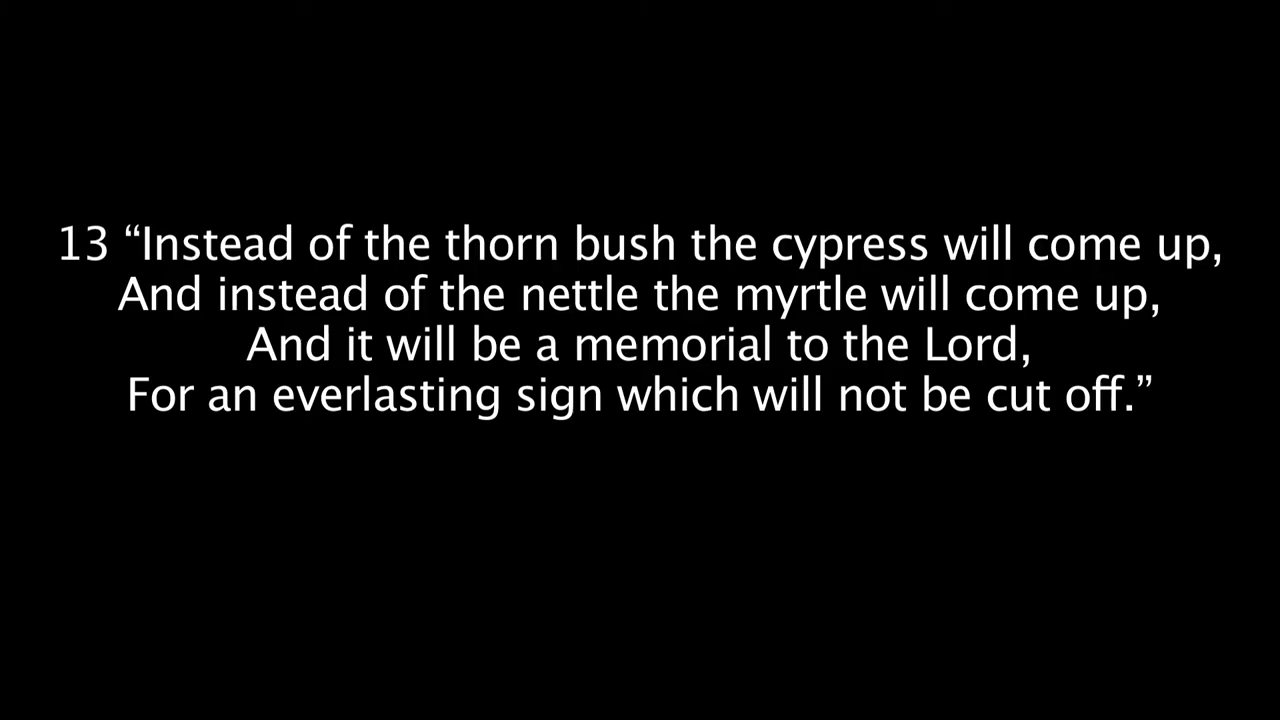 13 “Instead of the thorn bush the cypress will come up,
And instead of the nettle the myrtle will come up,
And it will be a memorial to the Lord,
For an everlasting sign which will not be cut off.”